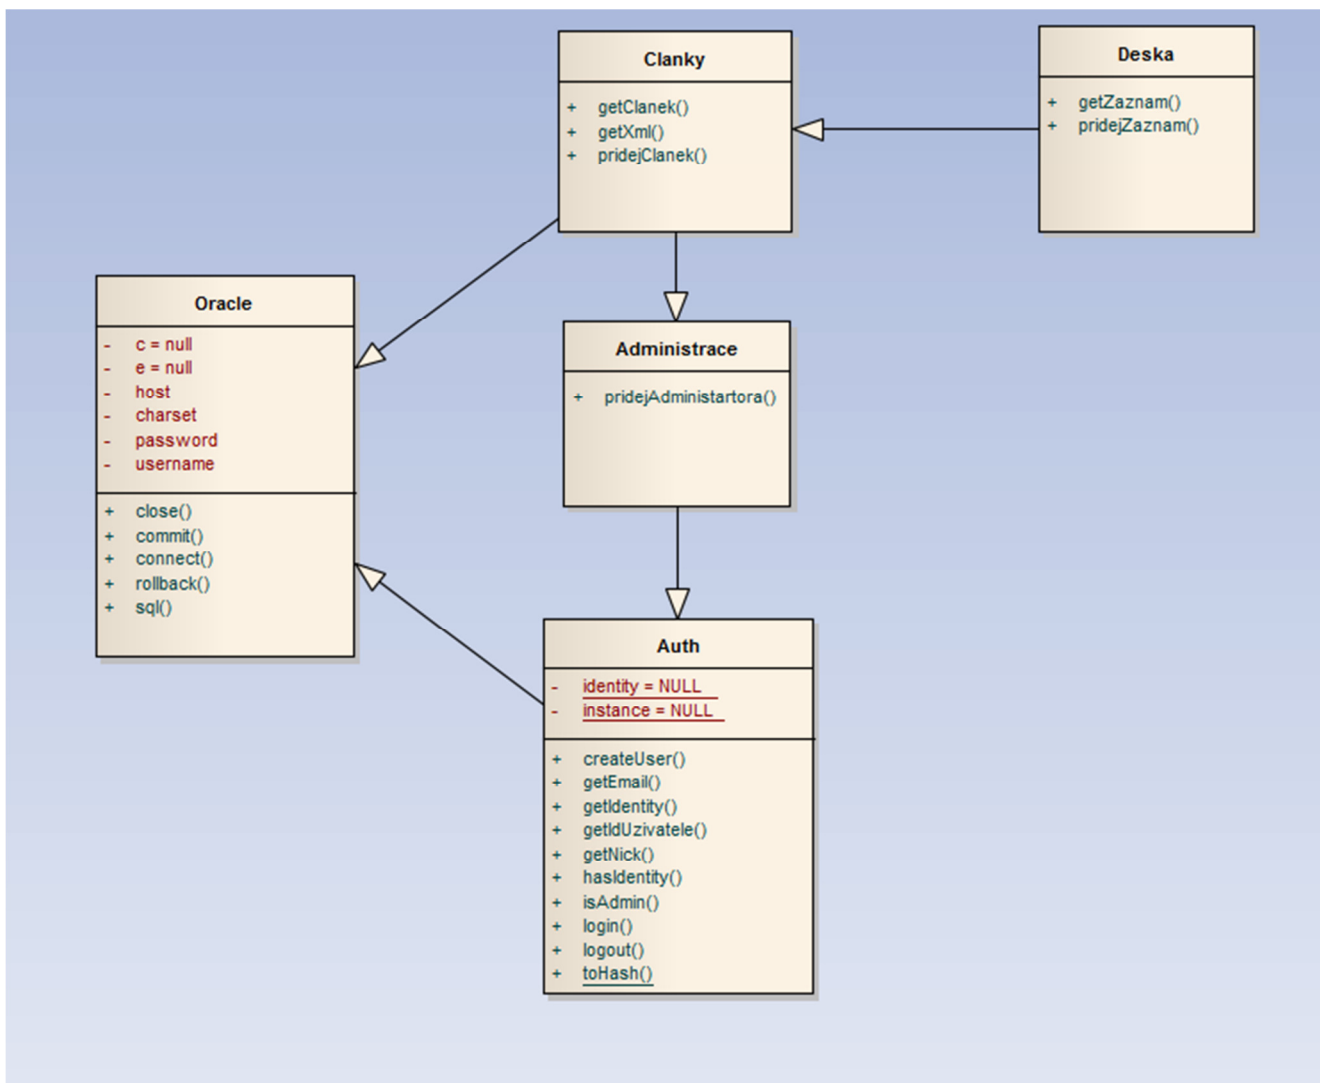 Clanky
+ getClanek()
+ getXml()
+ pridejClanek()
Deska
+ getZaznam()
+ pridejZaznam()
Oracle
- c = null
- e = null
- host
- charset
- password
- username
+ close()
+ commit()
+ connect()
+ rollback()
+ sql()
Administrace
+ pridejAdministartora()
Auth
- identity = NULL
- instance = NULL
+ createUser()
+ getEmail()
+ getIdentity()
+ getIdUzivatele()
+ getNick()
+ hasIdentity()
+ isAdmin()
+ login()
+ logout()
+ toHash()